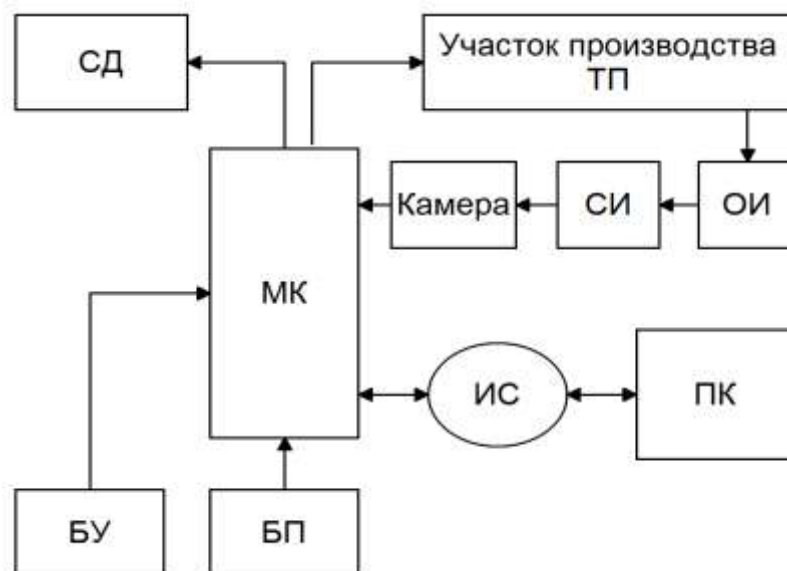 СД
Участок производства
ТП
Камера
СИ
ОИ
МК
ИС
ПК
БУ
БП